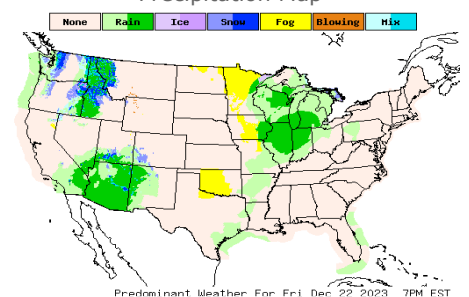 Precipitation Map
None Rain Ice Snow Fog Blowing Mix
Predominant Weather For Fri Dec 22 2023 7PM EST